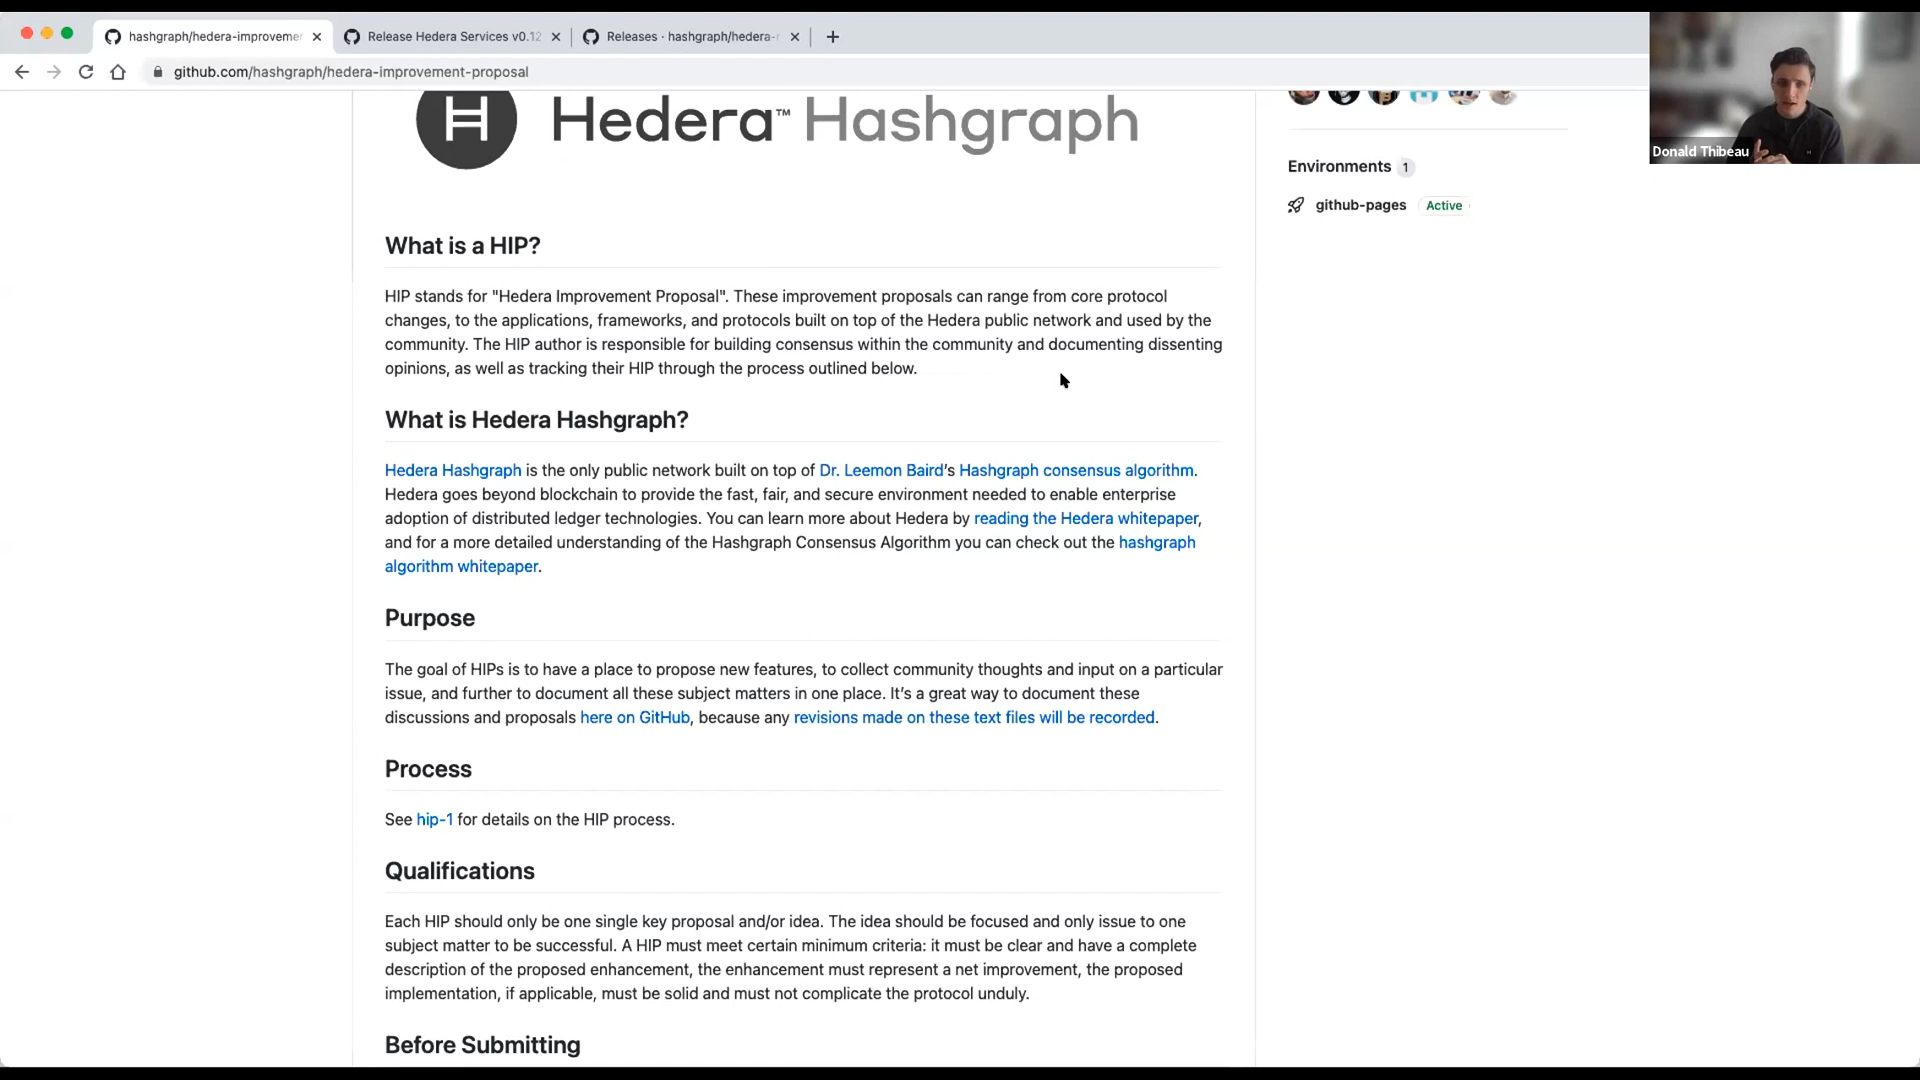 hashgraph/hedera-improveme
Release Hedera Services v0.12
Releases · hashgraph/hedera-
github.com/hashgraph/hedera-improvement-proposal
Donald Thibeau
Hedera™ Hashgraph
Environments 1
github-pages Active
What is a HIP?
HIP stands for "Hedera Improvement Proposal". These improvement proposals can range from core protocol
changes, to the applications, frameworks, and protocols built on top of the Hedera public network and used by the
community. The HIP author is responsible for building consensus within the community and documenting dissenting
opinions, as well as tracking their HIP through the process outlined below.
What is Hedera Hashgraph?
Hedera Hashgraph is the only public network built on top of Dr. Leemon Baird's Hashgraph consensus algorithm.
Hedera goes beyond blockchain to provide the fast, fair, and secure environment needed to enable enterprise
adoption of distributed ledger technologies. You can learn more about Hedera by reading the Hedera whitepaper,
and for a more detailed understanding of the Hashgraph Consensus Algorithm you can check out the hashgraph
algorithm whitepaper.
Purpose
The goal of HIPs is to have a place to propose new features, to collect community thoughts and input on a particular
issue, and further to document all these subject matters in one place. It's a great way to document these
discussions and proposals here on GitHub, because any revisions made on these text files will be recorded.
Process
See hip-1 for details on the HIP process.
Qualifications
Each HIP should only be one single key proposal and/or idea. The idea should be focused and only issue to one
subject matter to be successful. A HIP must meet certain minimum criteria: it must be clear and have a complete
description of the proposed enhancement, the enhancement must represent a net improvement, the proposed
implementation, if applicable, must be solid and must not complicate the protocol unduly.
Before Submitting